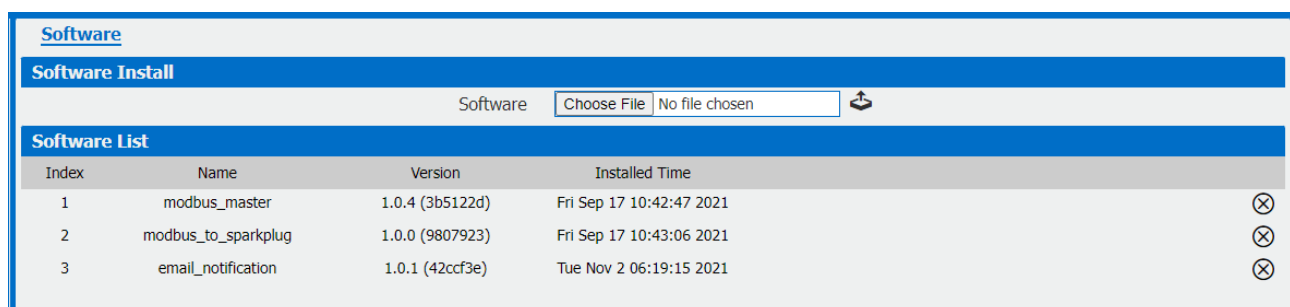 Software
Software Install
Software Choose File No file chosen
Software List
Index Name Version Installed Time
1 modbus_master 1.0.4 (3b5122d) Fri Sep 17 10:42:47 2021
2 modbus_to_sparkplug 1.0.0 (9807923) Fri Sep 17 10:43:06 2021
3 email_notification 1.0.1 (42ccf3e) Tue Nov 2 06:19:15 2021